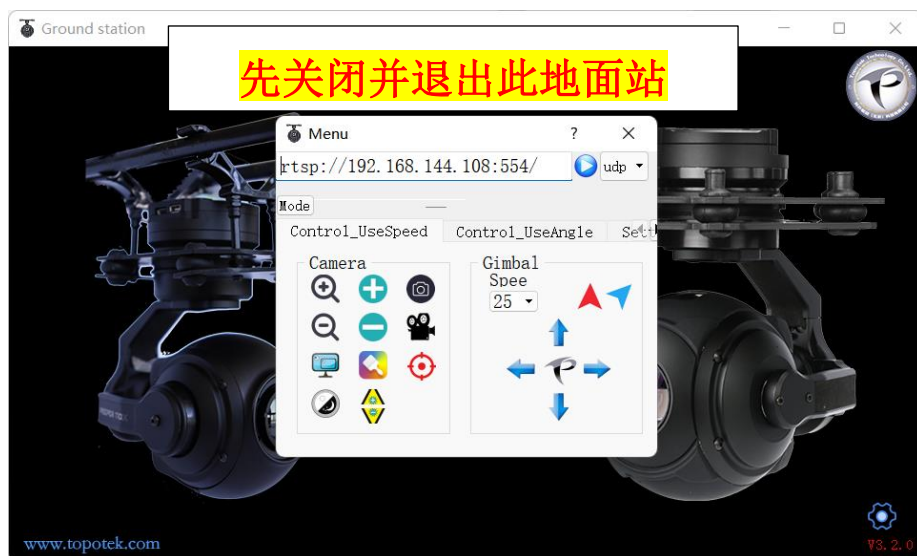 Ground station
先关闭并退出此地面站
Menu
?
rtsp://192.168.144.108:554/
udp
Mode
Control_UseSpeed
Control_UseAngle
Sett
Camera
Gimbal
Spee
25
www.topotek.com
V3.2.0